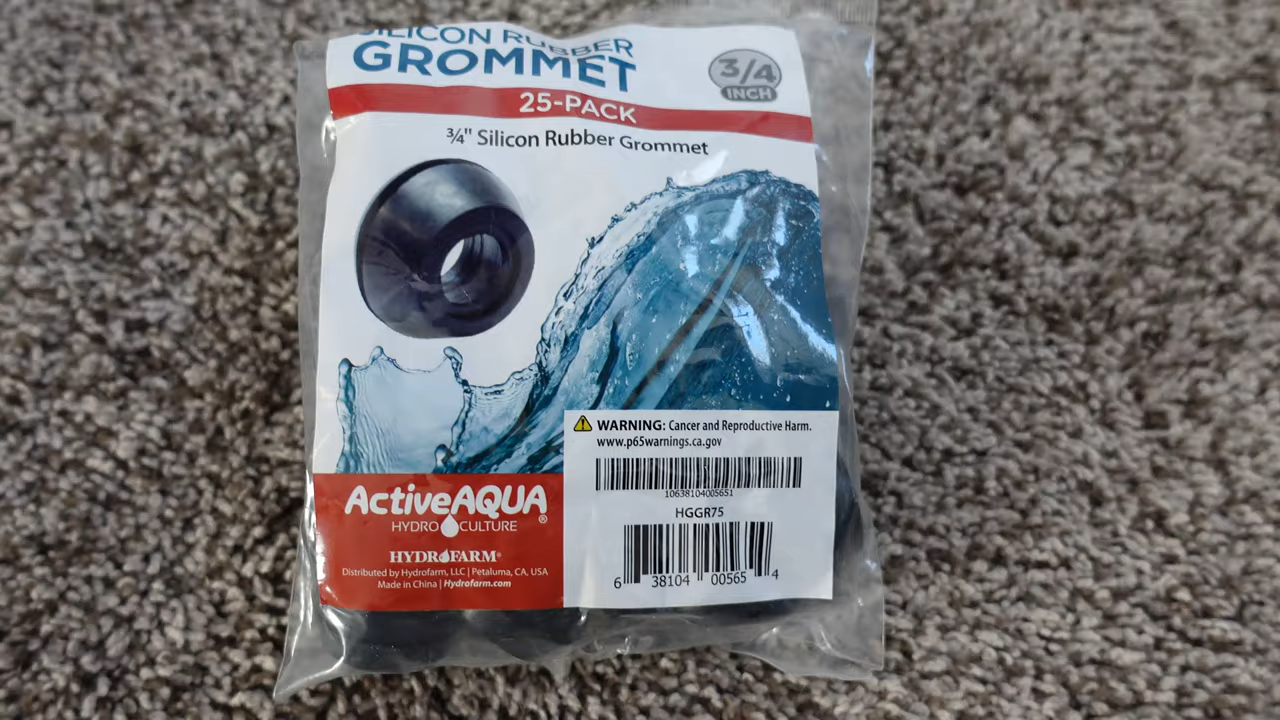 SILICON RUBBER
GROMMET
3/4
INCH
25-PACK
¾" Silicon Rubber Grommet
WARNING: Cancer and Reproductive Harm.
www.p65warnings.ca.gov
10638104005651
HGGR75
6 38104 00565 4
ActiveAQUA®
HYDROCULTURE
HYDROFARM®
Distributed by Hydrofarm, LLC | Petaluma, CA, USA
Made in China | Hydrofarm.com